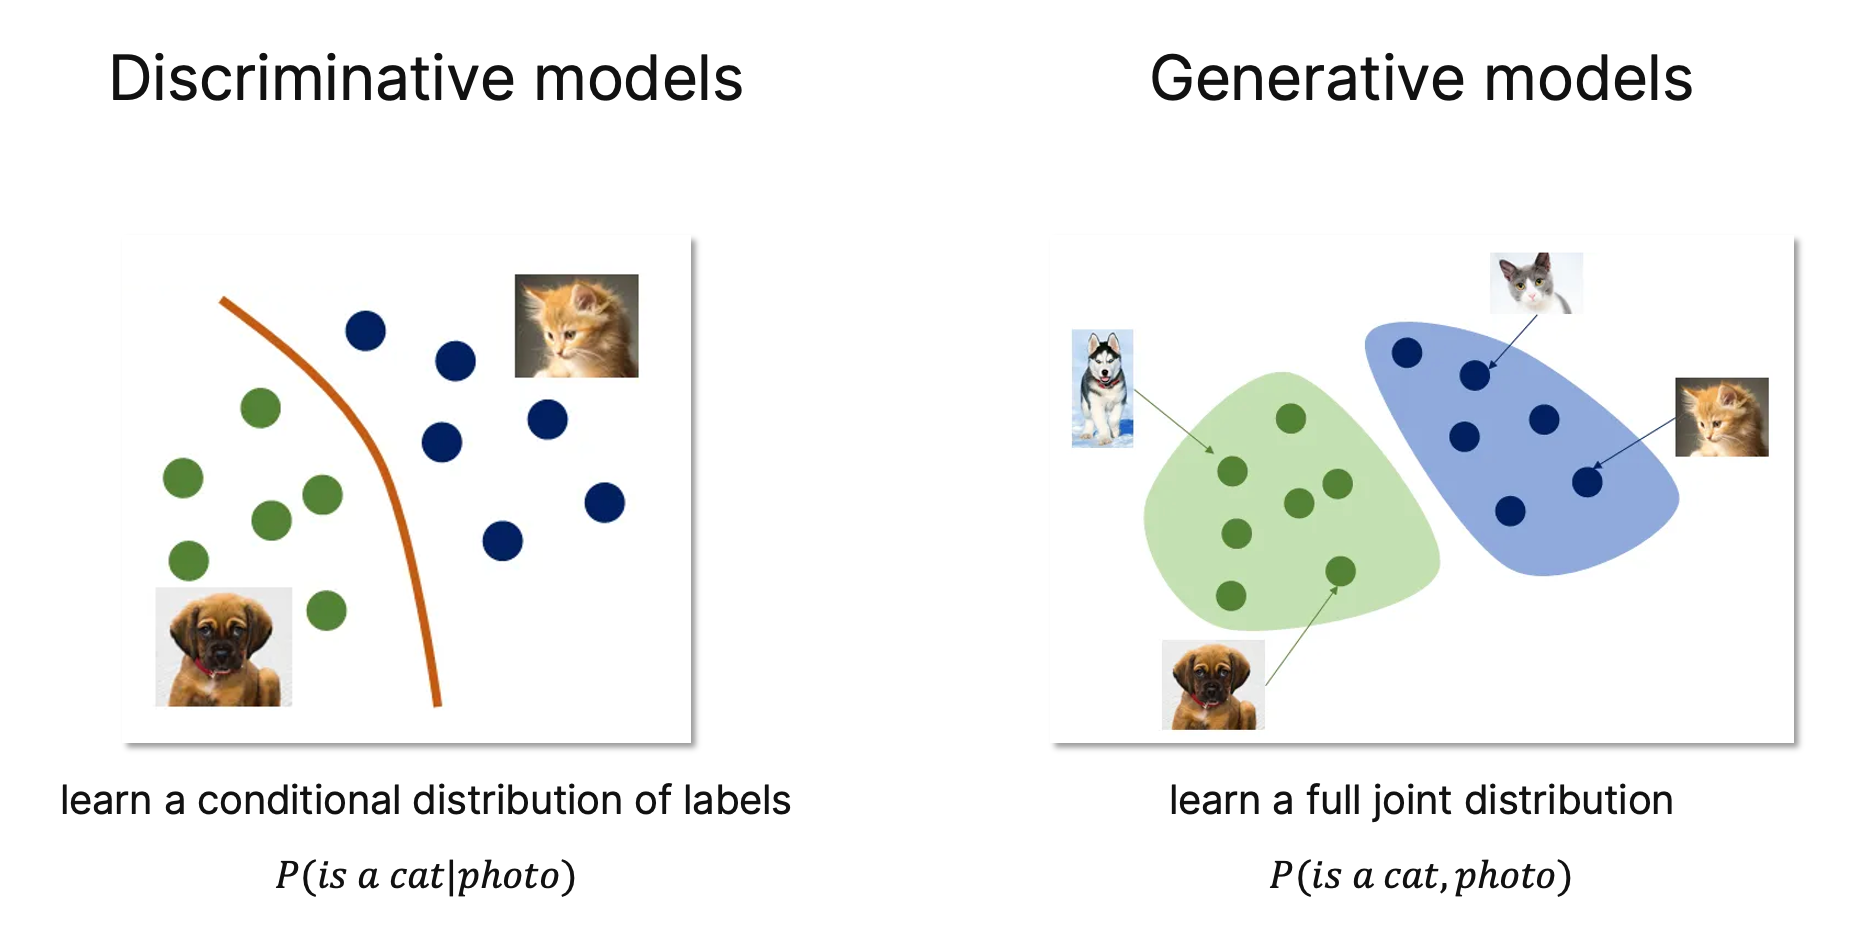 Discriminative models
Generative models
learn a conditional distribution of labels
P(is a cat|photo)
learn a full joint distribution
P(is a cat, photo)